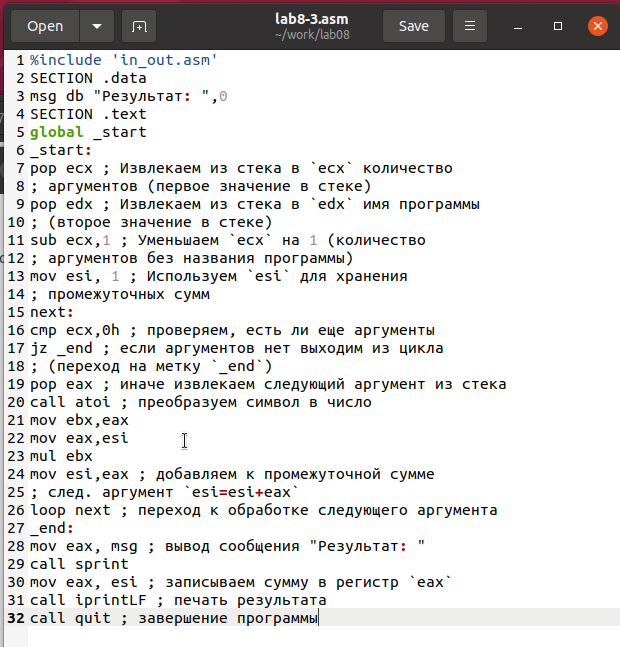 Open
lab8-3.asm
~/work/lab08
Save
1 %include 'in_out.asm'
2 SECTION .data
3 msg db "Результат: ",0
4 SECTION .text
5 global _start
6 _start:
7 pop ecx ; Извлекаем из стека в `ecx` количество
8 ; аргументов (первое значение в стеке)
9 pop edx ; Извлекаем из стека в `edx` имя программы
10 ; (второе значение в стеке)
11 sub ecx,1 ; Уменьшаем `ecx` на 1 (количество
12 ; аргументов без названия программы)
13 mov esi, 1 ; Используем `esi` для хранения
14 ; промежуточных сумм
15 next:
16 cmp ecx,0h ; проверяем, есть ли еще аргументы
17 jz _end ; если аргументов нет выходим из цикла
18 ; (переход на метку `_end`)
19 pop eax ; иначе извлекаем следующий аргумент из стека
20 call atoi ; преобразуем символ в число
21 mov ebx,eax
22 mov eax,esi
23 mul ebx
24 mov esi,eax ; добавляем к промежуточной сумме
25 ; след. аргумент `esi=esi+eax`
26 loop next ; переход к обработке следующего аргумента
27 _end:
28 mov eax, msg ; вывод сообщения "Результат: "
29 call sprint
30 mov eax, esi ; записываем сумму в регистр `eax`
31 call iprintLF ; печать результата
32 call quit ; завершение программы